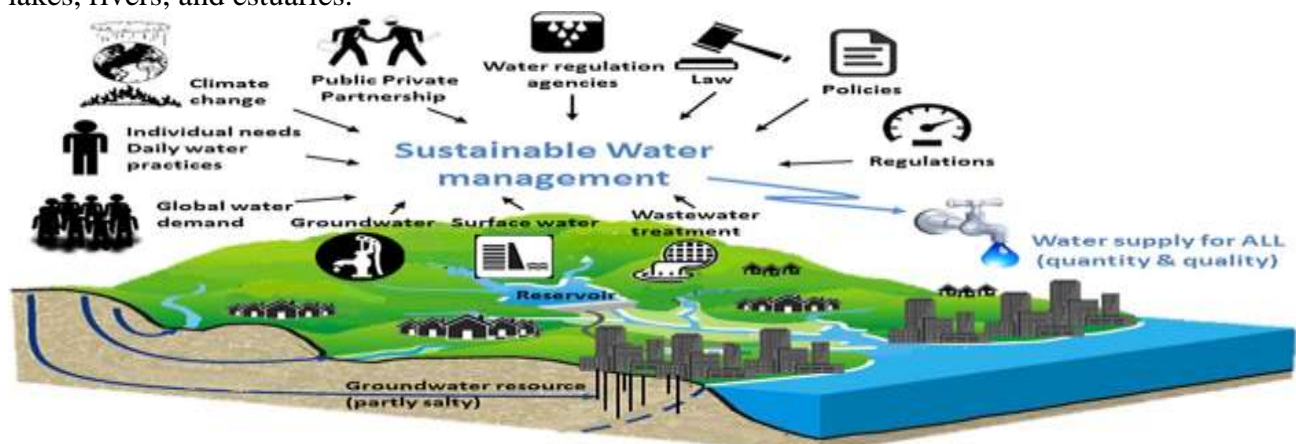 lakes, rivers, and estuaries.
Climate
change
Public Private
Partnership
Water regulation
agencies
Law
Policies
Individual needs
Daily water
practices
Sustainable Water
management
Regulations
Global water
demand
Groundwater
Surface water
Wastewater
treatment
Water supply for ALL
(quantity & quality)
Reservoir
Groundwater resource
(partly salty)